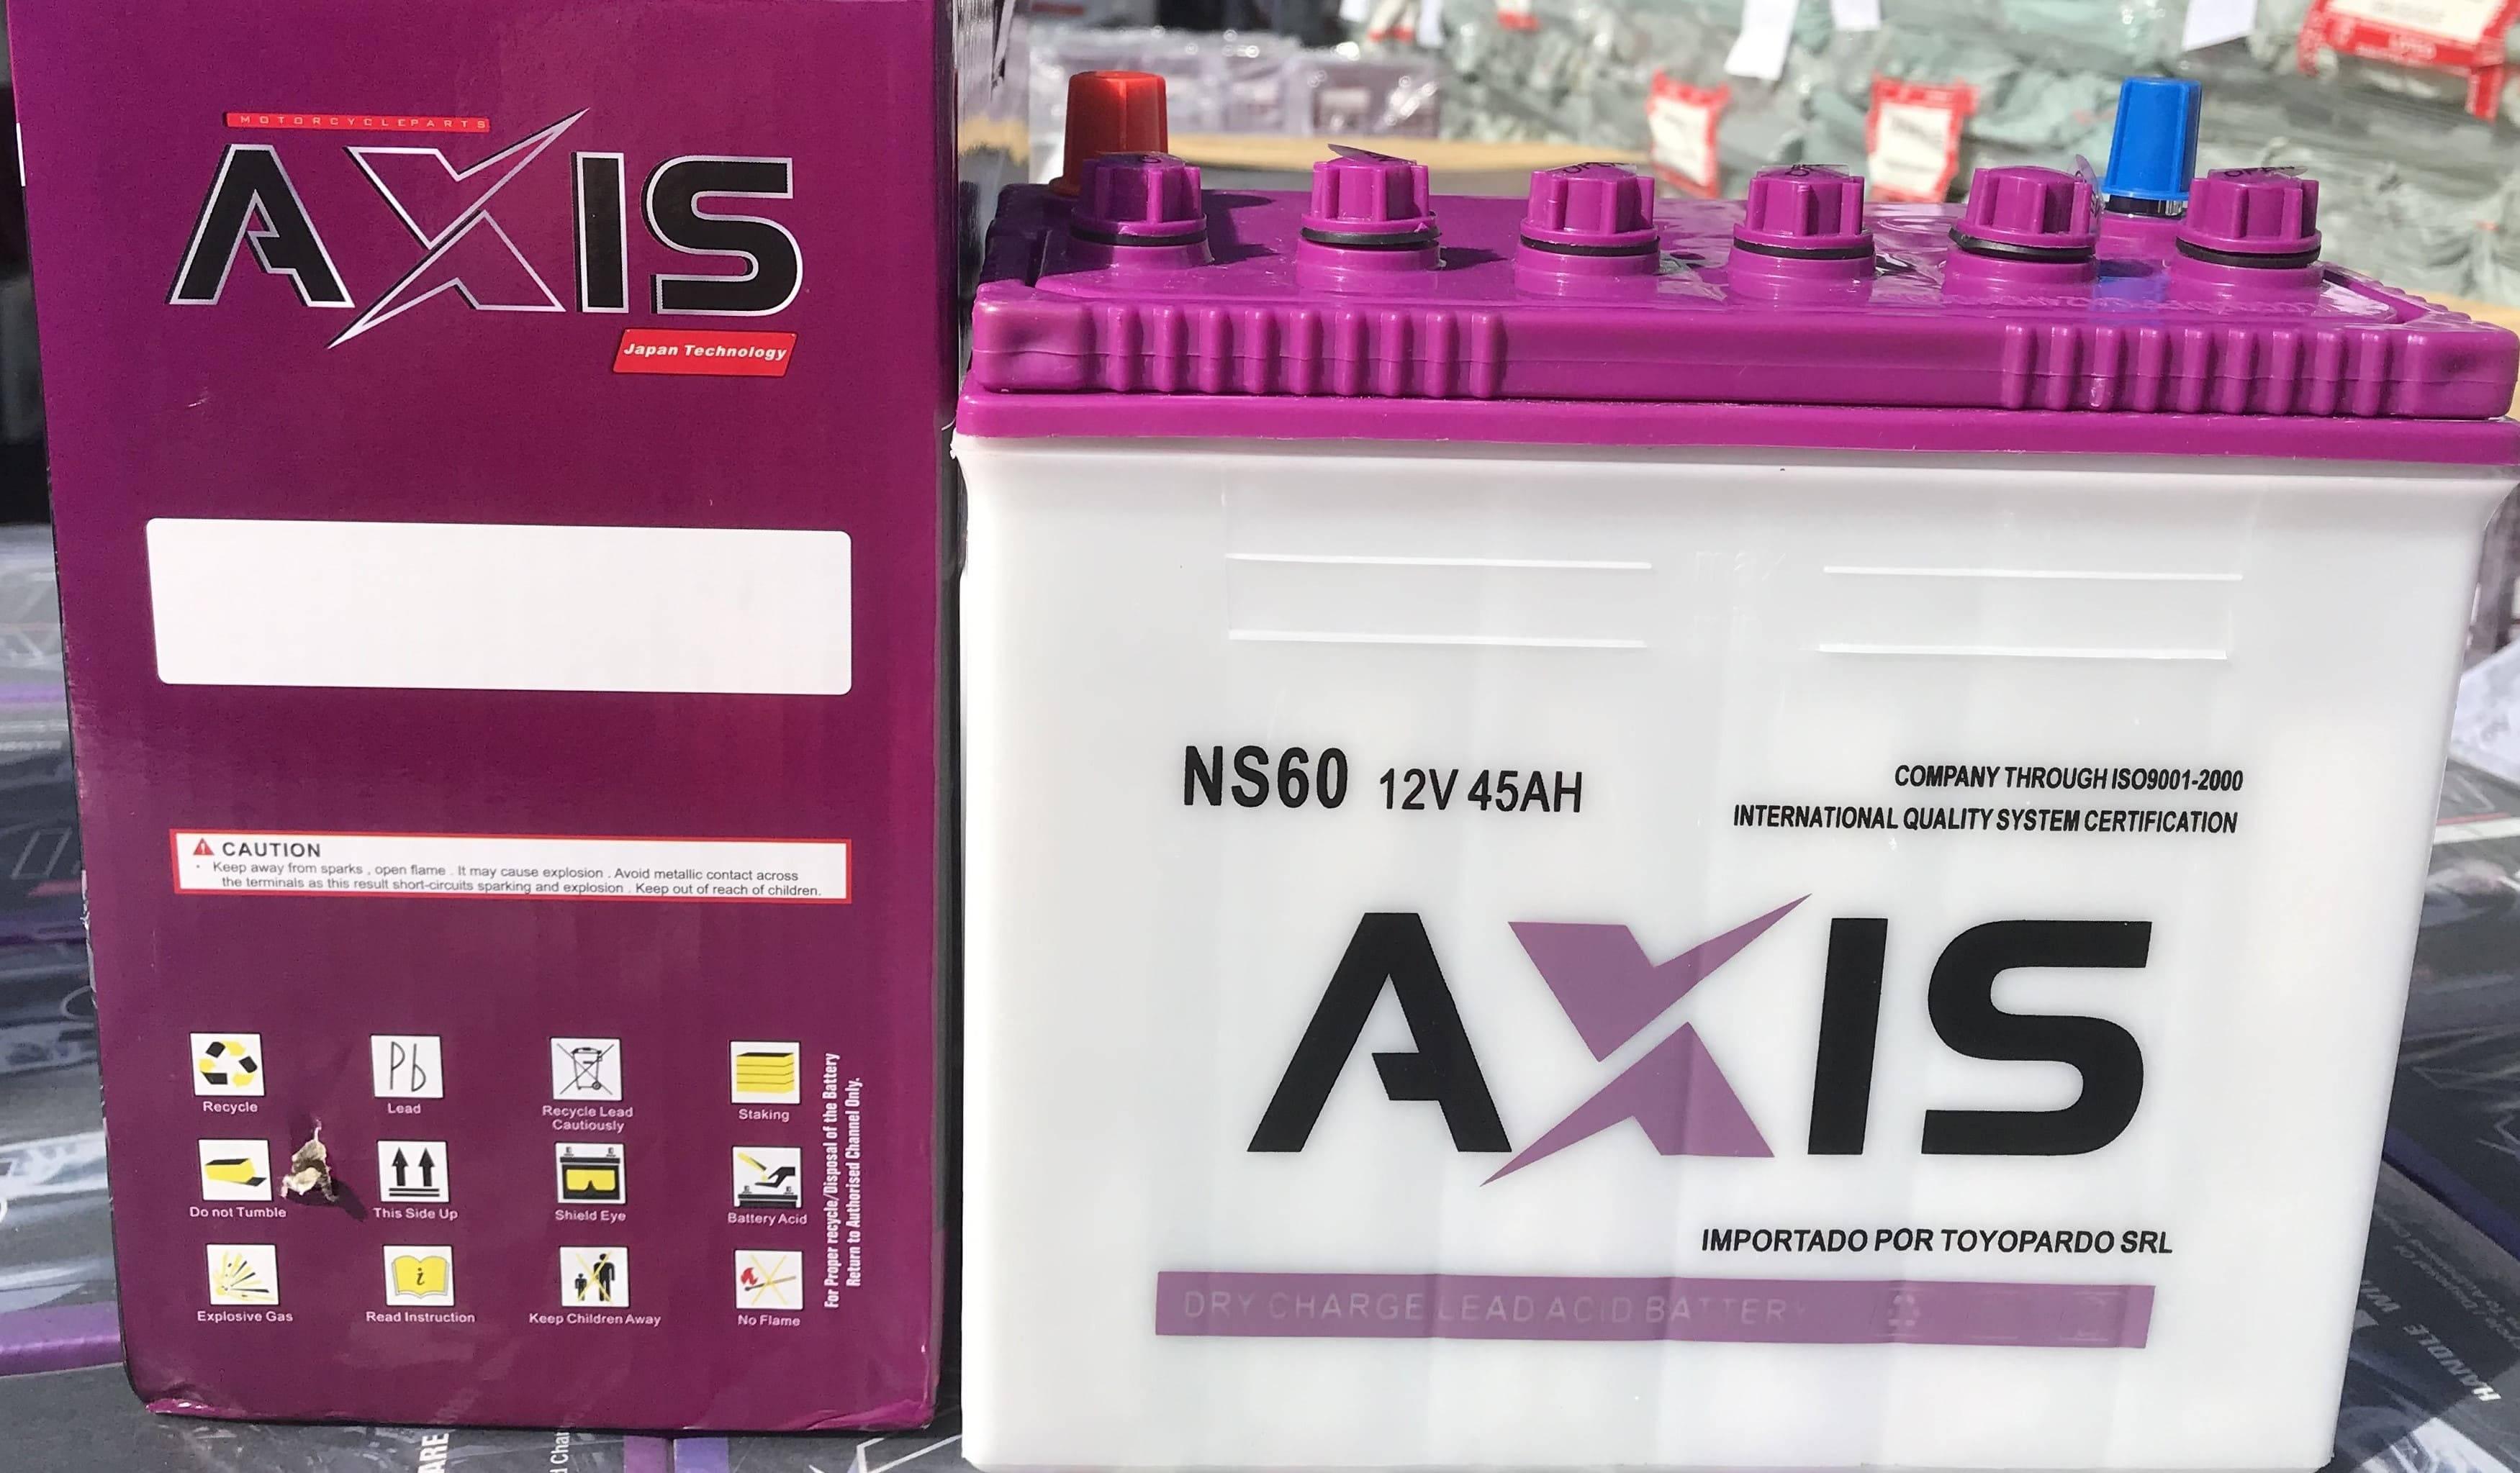 MOTORCYCLEPARTS
AXIS
Japan Technology
CAUTION
· Keep away from sparks , open flame . It may cause explosion . Avoid metallic contact across
the terminals as this result short-circuits sparking and explosion . Keep out of reach of children.
Recycle
Pb
Lead
Recycle Lead
Cautiously
Staking
Do not Tumble
This Side Up
Shield Eye
Battery Acid
Explosive Gas
i
Read Instruction
Keep Children Away
No Flame
For Proper recycle/Disposal of the Battery
Return to Authorised Channel Only.
NS60 12V 45AH
COMPANY THROUGH ISO9001-2000
INTERNATIONAL QUALITY SYSTEM CERTIFICATION
AXIS
IMPORTADO POR TOYOPARDO SRL
DRY CHARGE LEAD ACID BATTERY
HANDLE